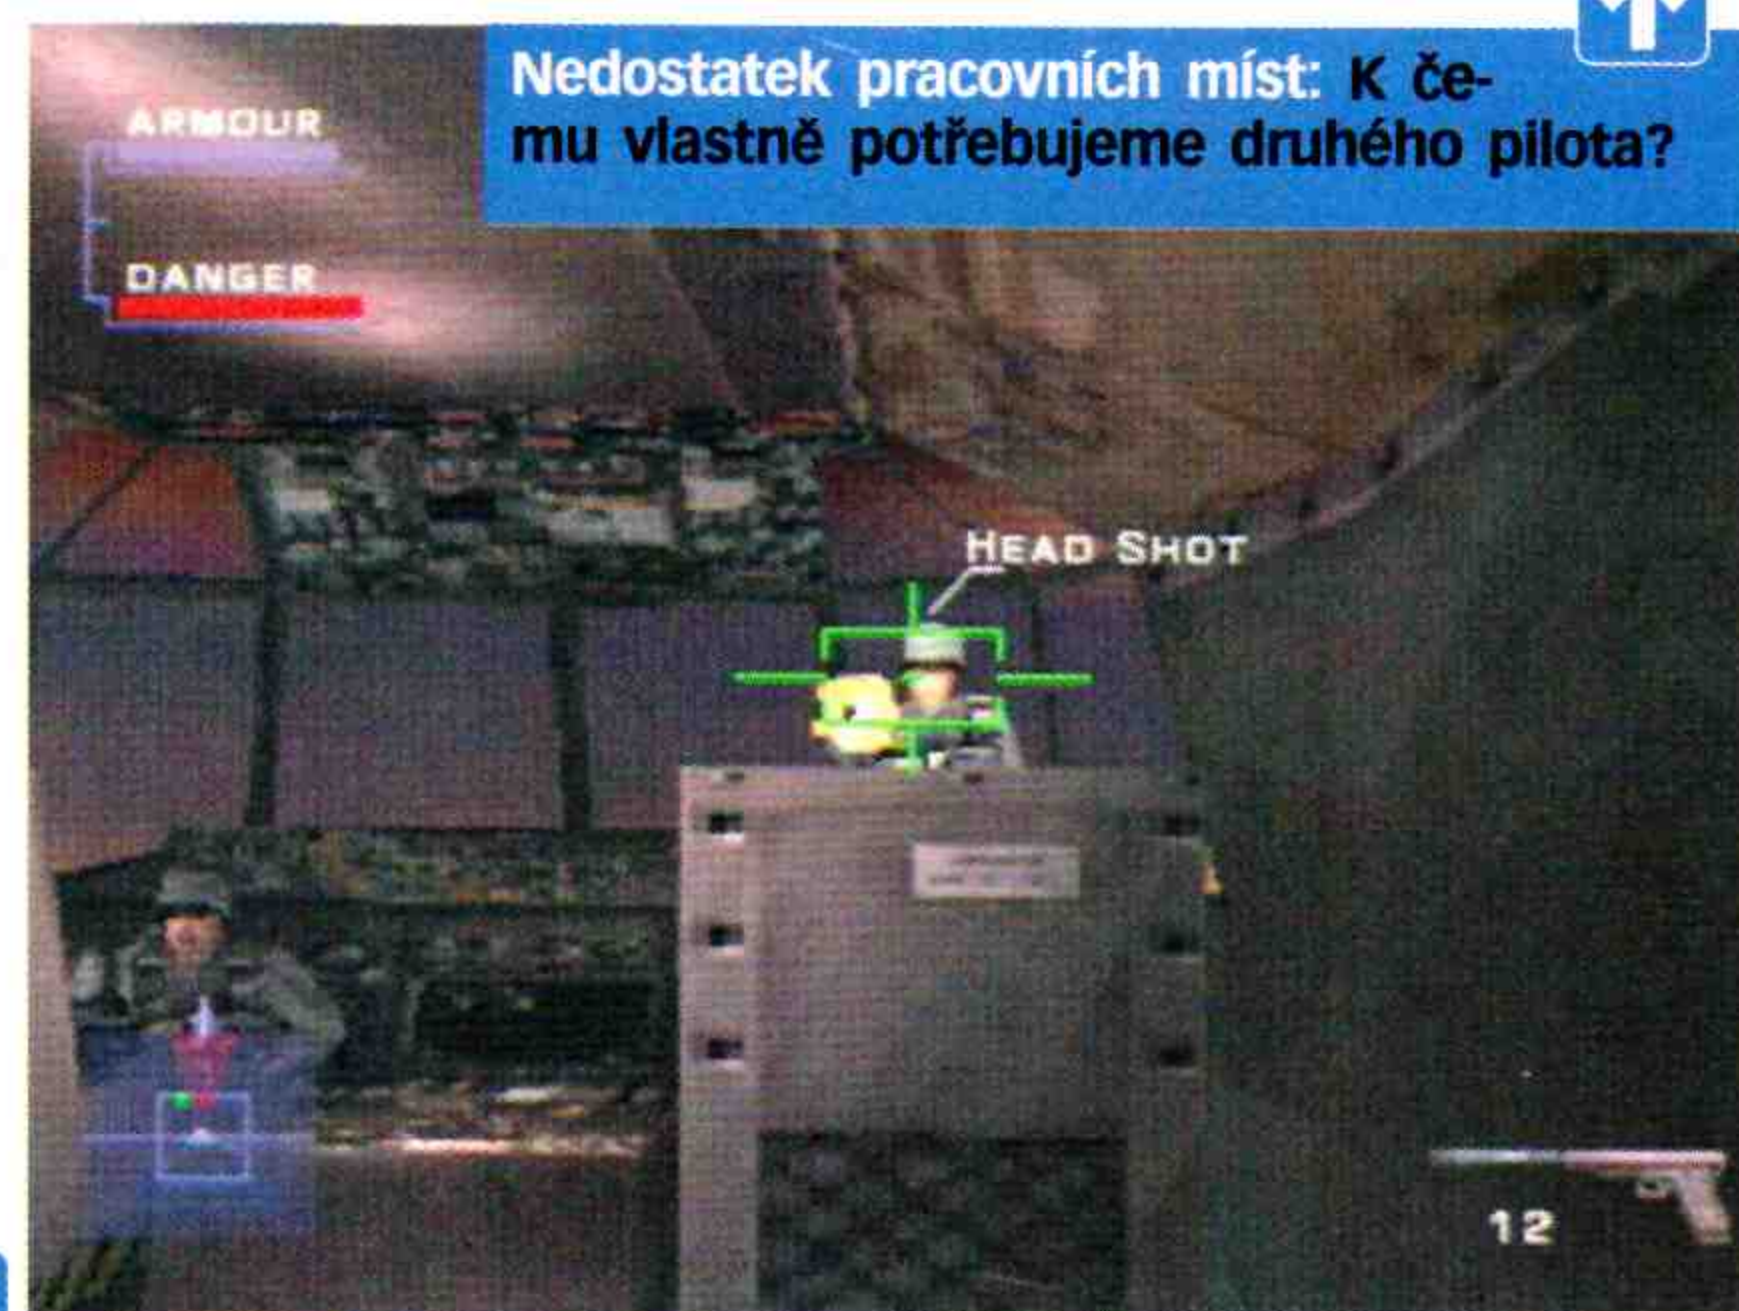 Nedostatek pracovních míst: K če-
mu vlastně potřebujeme druhého pilota?
ARMOUR
DANGER
HEAD SHOT
12